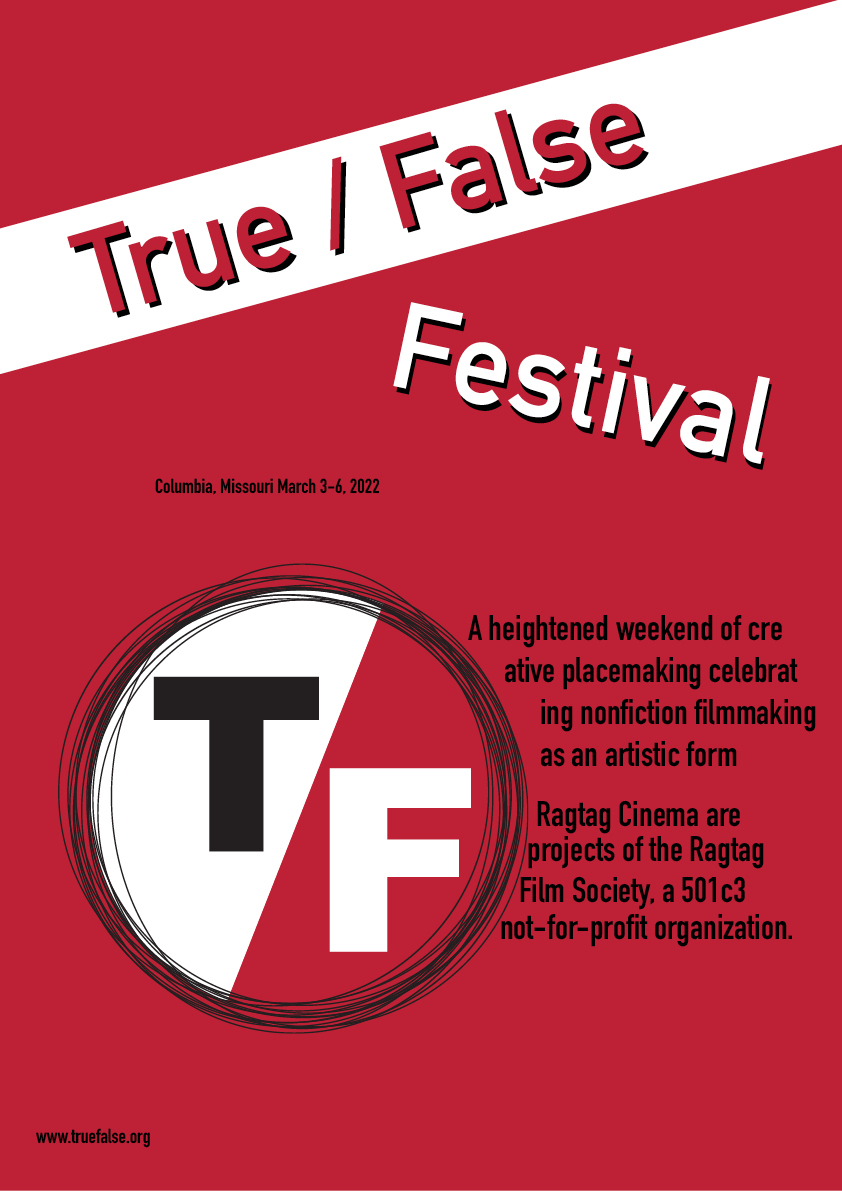 True / False
Festival
Columbia, Missouri March 3-6, 2022
T
F
A heightened weekend of cre
ative placemaking celebrat
ing nonfiction filmmaking
as an artistic form
Ragtag Cinema are
projects of the Ragtag
Film Society, a 501c3
not-for-profit organization.
www.truefalse.org